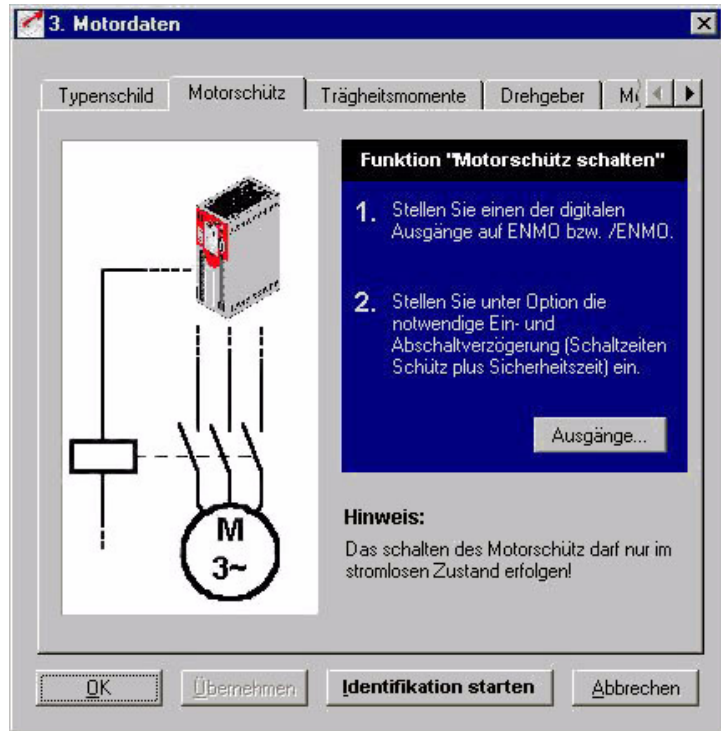 3. Motordaten
Typenschild
Motorschütz
Trägheitsmomente
Drehgeber
Funktion "Motorschütz schalten"
1. Stellen Sie einen der digitalen
Ausgänge auf ENMO bzw. /ENMO.
2. Stellen Sie unter Option die
notwendige Ein- und
Abschaltverzögerung (Schaltzeiten
Schütz plus Sicherheitszeit) ein.
Ausgänge...
M
3~
Hinweis:
Das schalten des Motorschütz darf nur im
stromlosen Zustand erfolgen!
OK
Übernehmen
Identifikation starten
Abbrechen